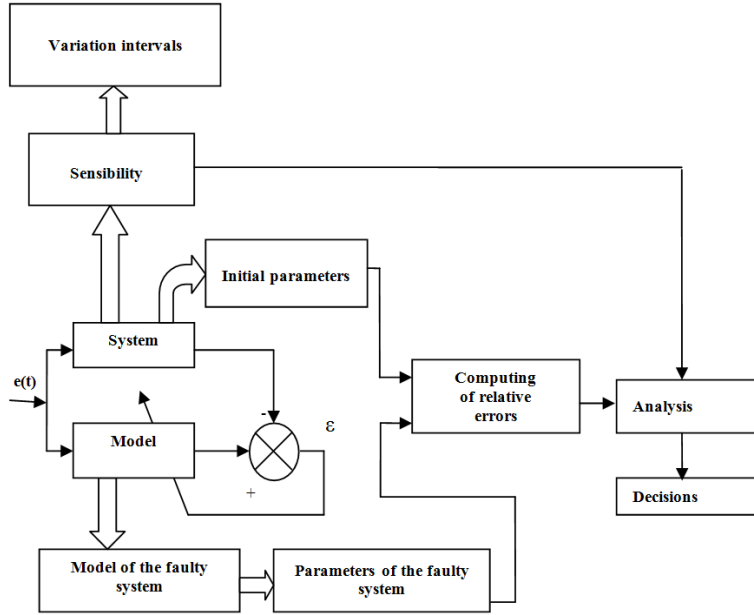 Variation intervals
Sensibility
Initial parameters
System
e(t)
Computing
of relative
errors
-
ε
Analysis
Model
+
Decisions
Model of the faulty
system
Parameters of the faulty
system